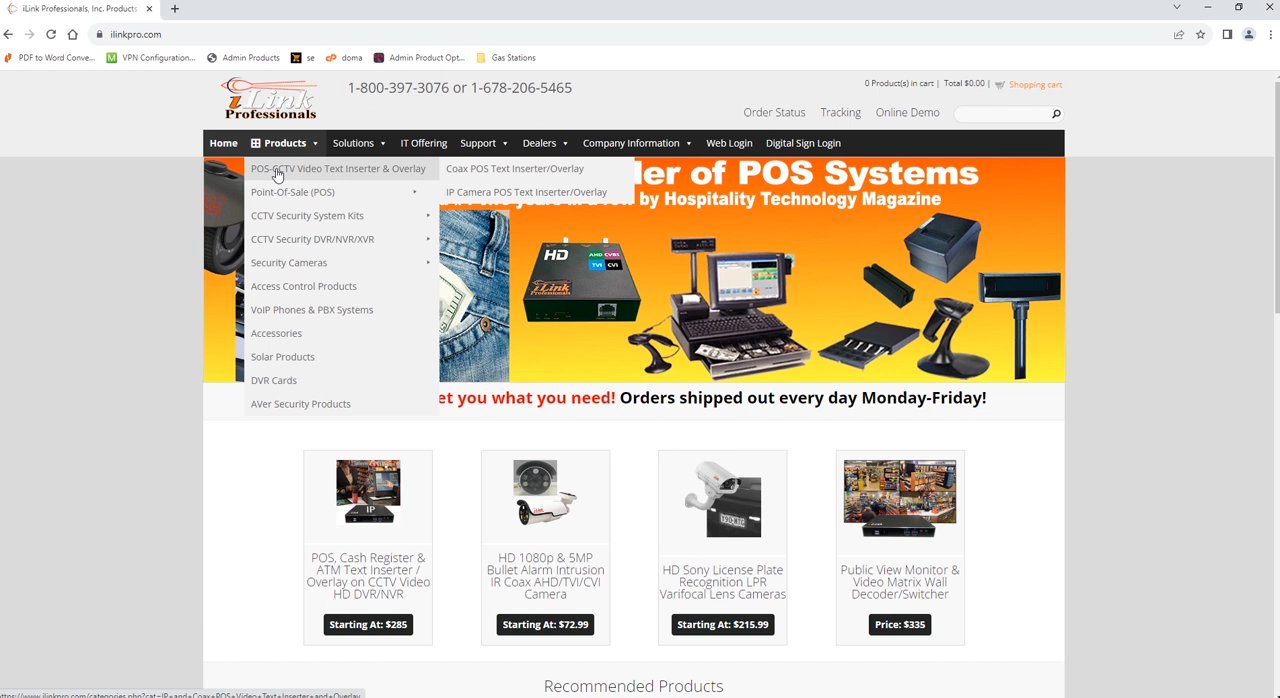 iLink Professionals, Inc. Products
ilinkpro.com
PDF to Word Conve...
VPN Configuration...
Admin Products
se
doma
Admin Product Opt...
Gas Stations
iLink
Professionals
1-800-397-3076 or 1-678-206-5465
0 Product(s) in cart | Total $0.00 |
Shopping cart
Order Status
Tracking
Online Demo
Home
Products
Solutions
IT Offering
Support
Dealers
Company Information
Web Login
Digital Sign Login
POS-CCTV Video Text Inserter & Overlay
Point-Of-Sale (POS)
CCTV Security System Kits
CCTV Security DVR/NVR/XVR
Security Cameras
Access Control Products
VoIP Phones & PBX Systems
Accessories
Solar Products
DVR Cards
AVer Security Products
Coax POS Text Inserter/Overlay
IP Camera POS Text Inserter/Overlay
der of POS Systems
by Hospitality Technology Magazine
HD
AHD CVBS
TVI CVI
iLink
Professionals
et you what you need! Orders shipped out every day Monday-Friday!
IP
POS, Cash Register &
ATM Text Inserter /
Overlay on CCTV Video
HD DVR/NVR
Starting At: $285
HD 1080p & 5MP
Bullet Alarm Intrusion
IR Coax AHD/TVI/CVI
Camera
Starting At: $72.99
HD Sony License Plate
Recognition LPR
Varifocal Lens Cameras
Starting At: $215.99
Public View Monitor &
Video Matrix Wall
Decoder/Switcher
Price: $335
Recommended Products